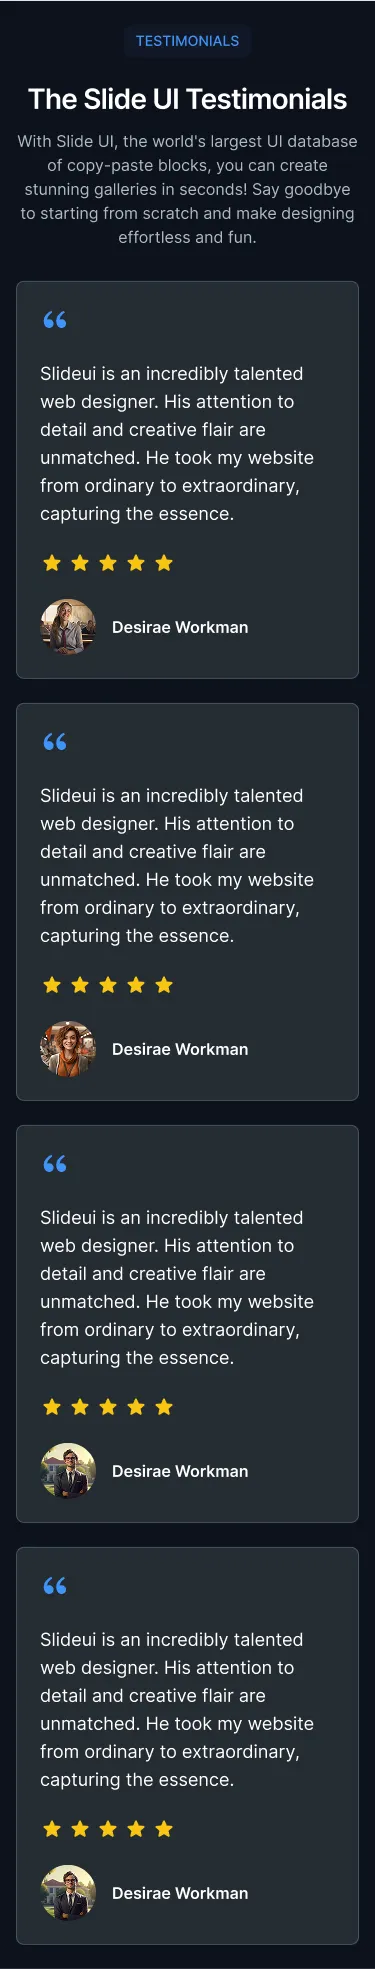 TESTIMONIALS
The Slide UI Testimonials
With Slide UI, the world's largest UI database
of copy-paste blocks, you can create
stunning galleries in seconds! Say goodbye
to starting from scratch and make designing
effortless and fun.
“
Slideui is an incredibly talented
web designer. His attention to
detail and creative flair are
unmatched. He took my website
from ordinary to extraordinary,
capturing the essence.
Desirae Workman
“
Slideui is an incredibly talented
web designer. His attention to
detail and creative flair are
unmatched. He took my website
from ordinary to extraordinary,
capturing the essence.
Desirae Workman
“
Slideui is an incredibly talented
web designer. His attention to
detail and creative flair are
unmatched. He took my website
from ordinary to extraordinary,
capturing the essence.
Desirae Workman
“
Slideui is an incredibly talented
web designer. His attention to
detail and creative flair are
unmatched. He took my website
from ordinary to extraordinary,
capturing the essence.
Desirae Workman